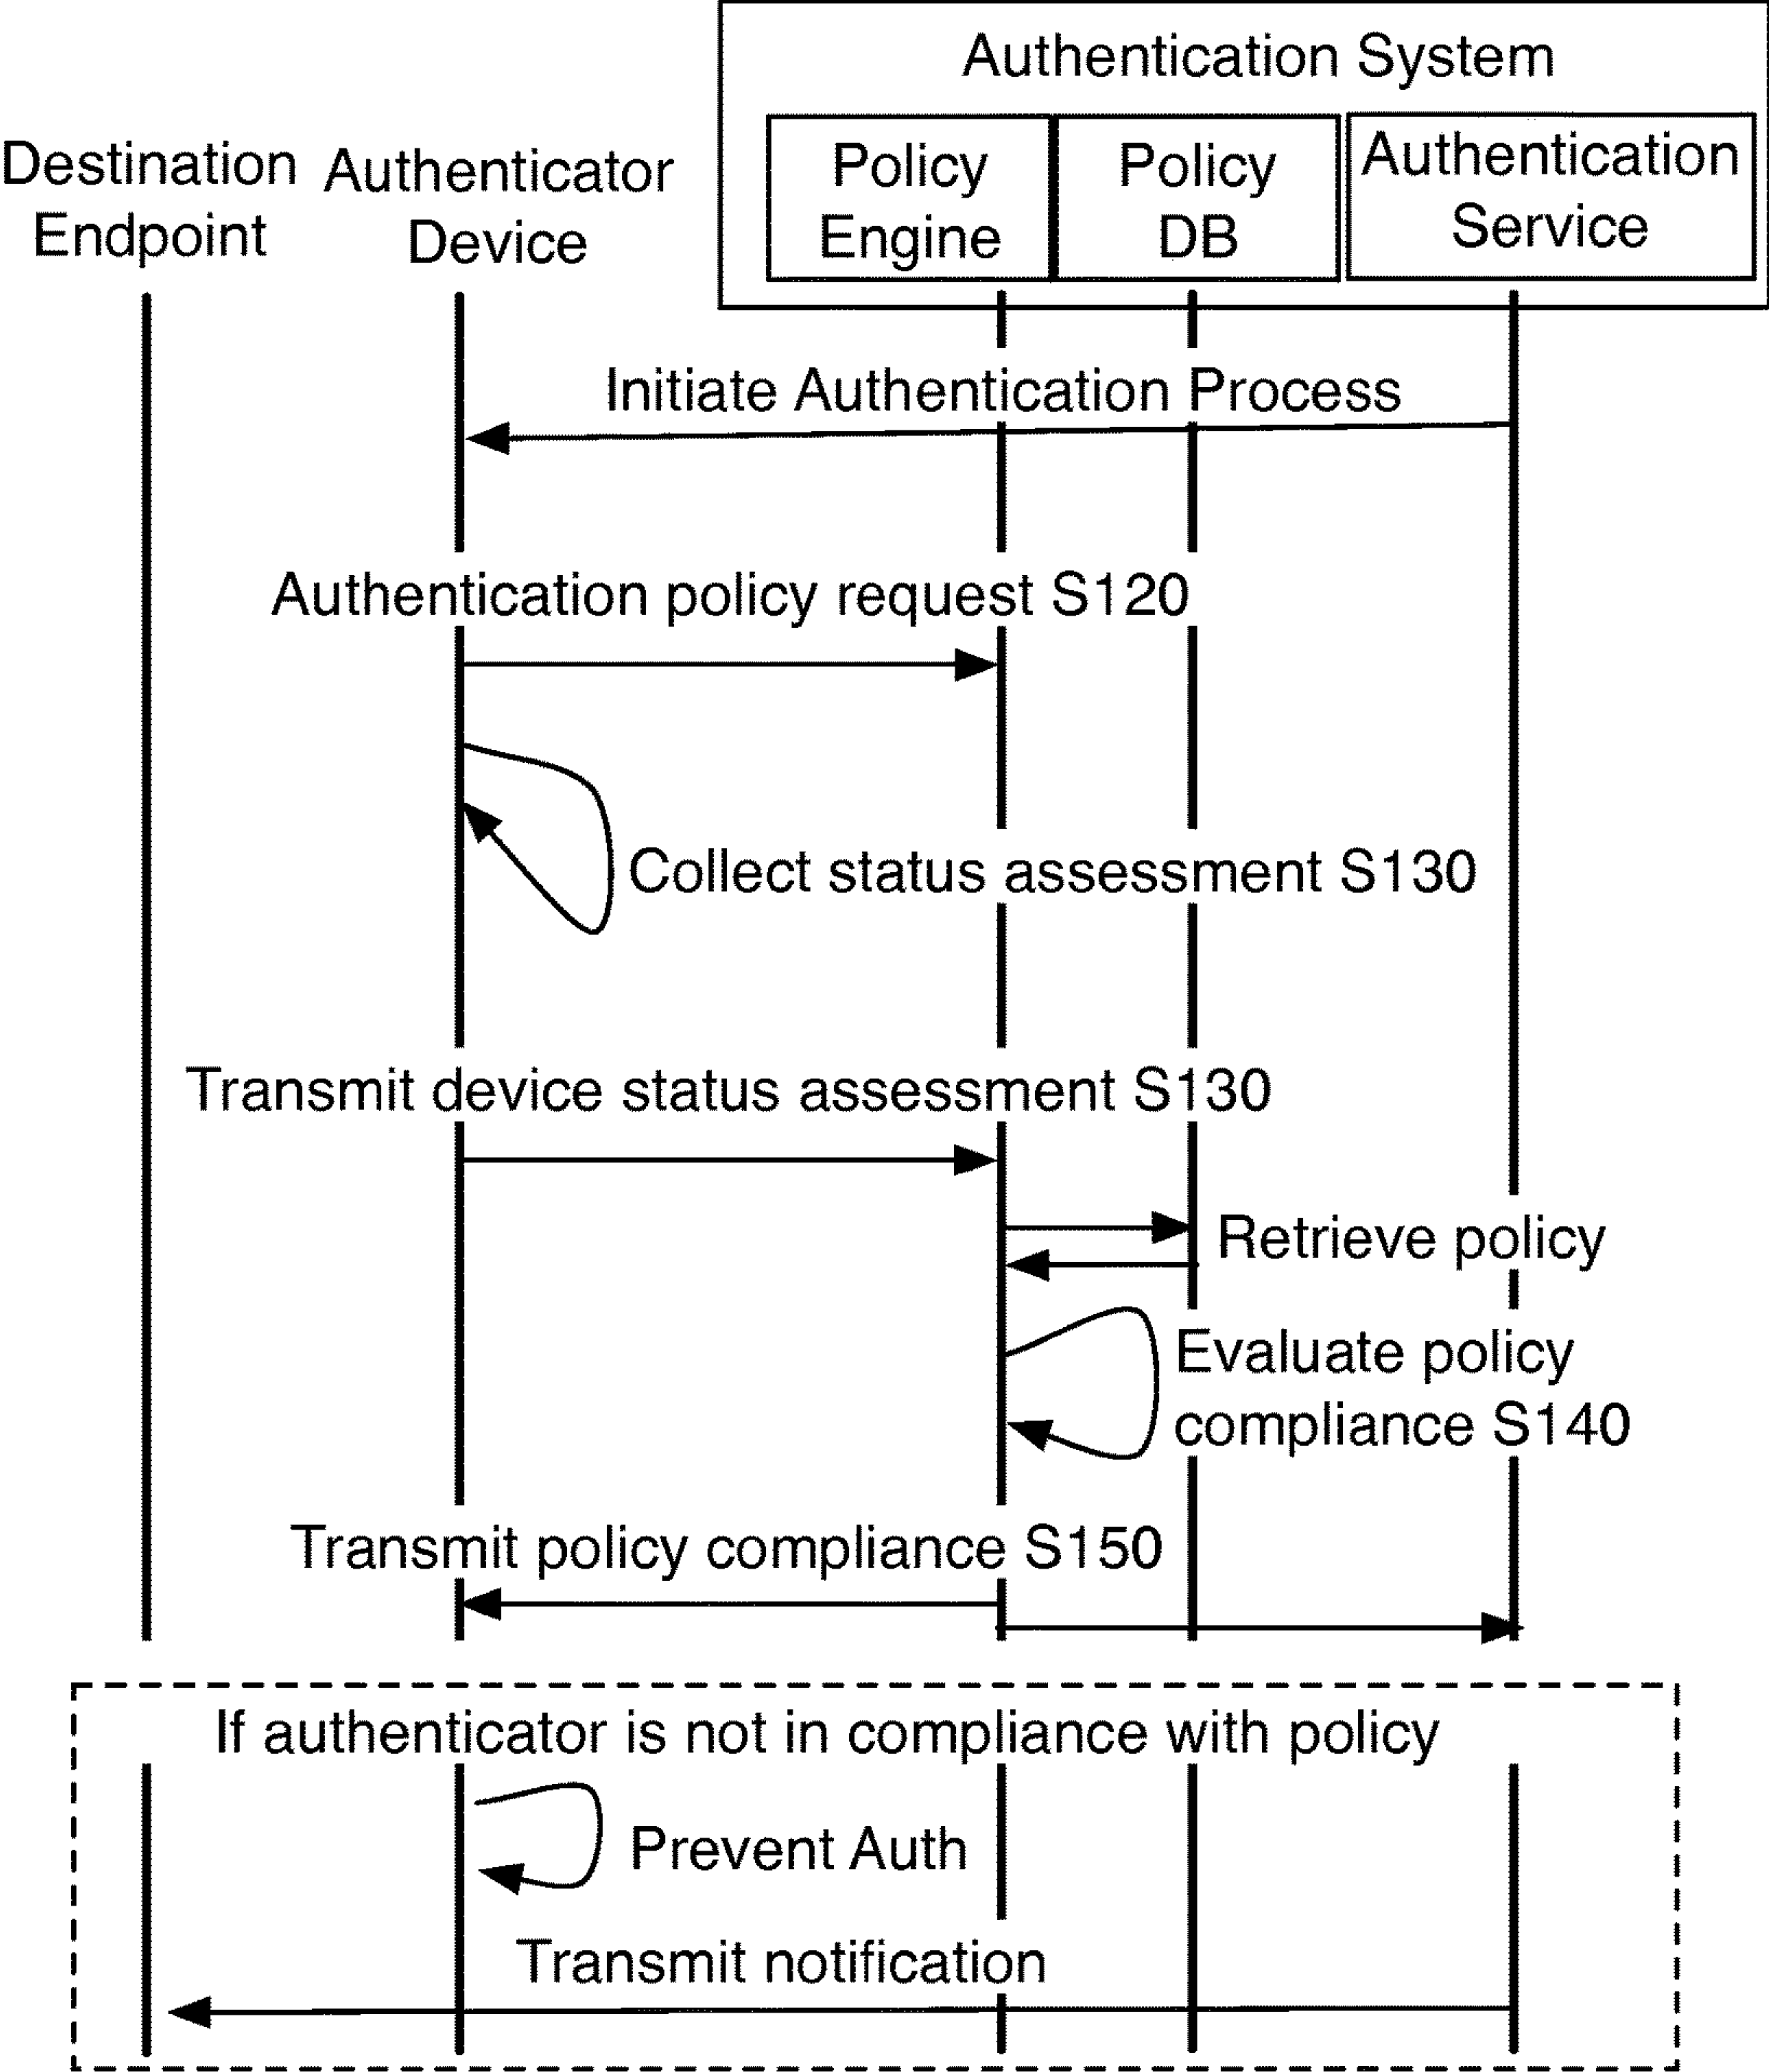 Authentication System
Destination
Endpoint
Authenticator
Device
Policy
Engine
Policy
DB
Authentication
Service
Initiate Authentication Process
Authentication policy request S120
Collect status assessment S130
Transmit device status assessment S130
Retrieve policy
Evaluate policy
compliance S140
Transmit policy compliance S150
If authenticator is not in compliance with policy
Prevent Auth
Transmit notification